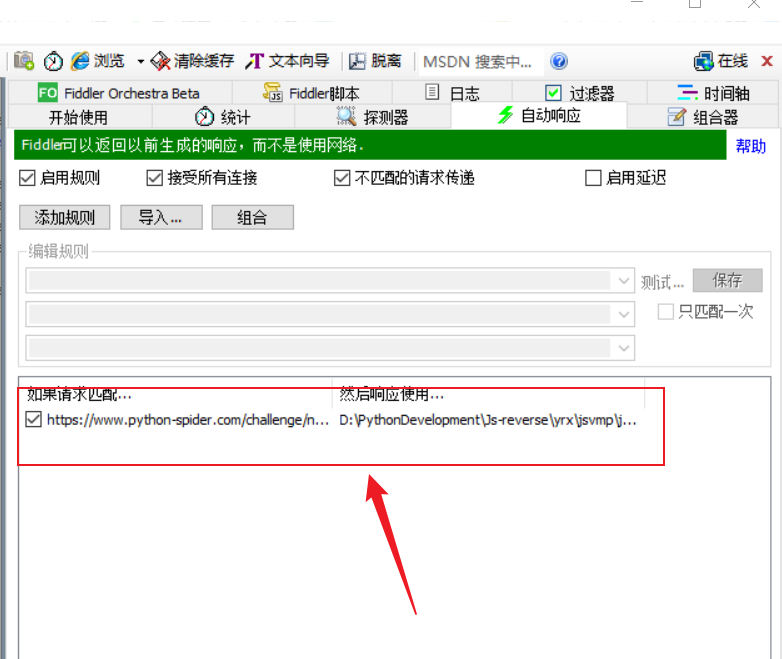 浏览 清除缓存 文本向导 脱离 MSDN 搜索中... 在线
FO Fiddler Orchestra Beta Fiddler脚本 日志 过滤器 时间轴
开始使用 统计 探测器 自动响应 组合器
Fiddler可以返回以前生成的响应，而不是使用网络. 帮助
启用规则 接受所有连接 不匹配的请求传递 启用延迟
添加规则 导入... 组合
编辑规则
测试... 保存
只匹配一次
如果请求匹配... 然后响应使用...
https://www.python-spider.com/challenge/n... D:\PythonDevelopment\Js-reverse\yrx\jsvmp\j...